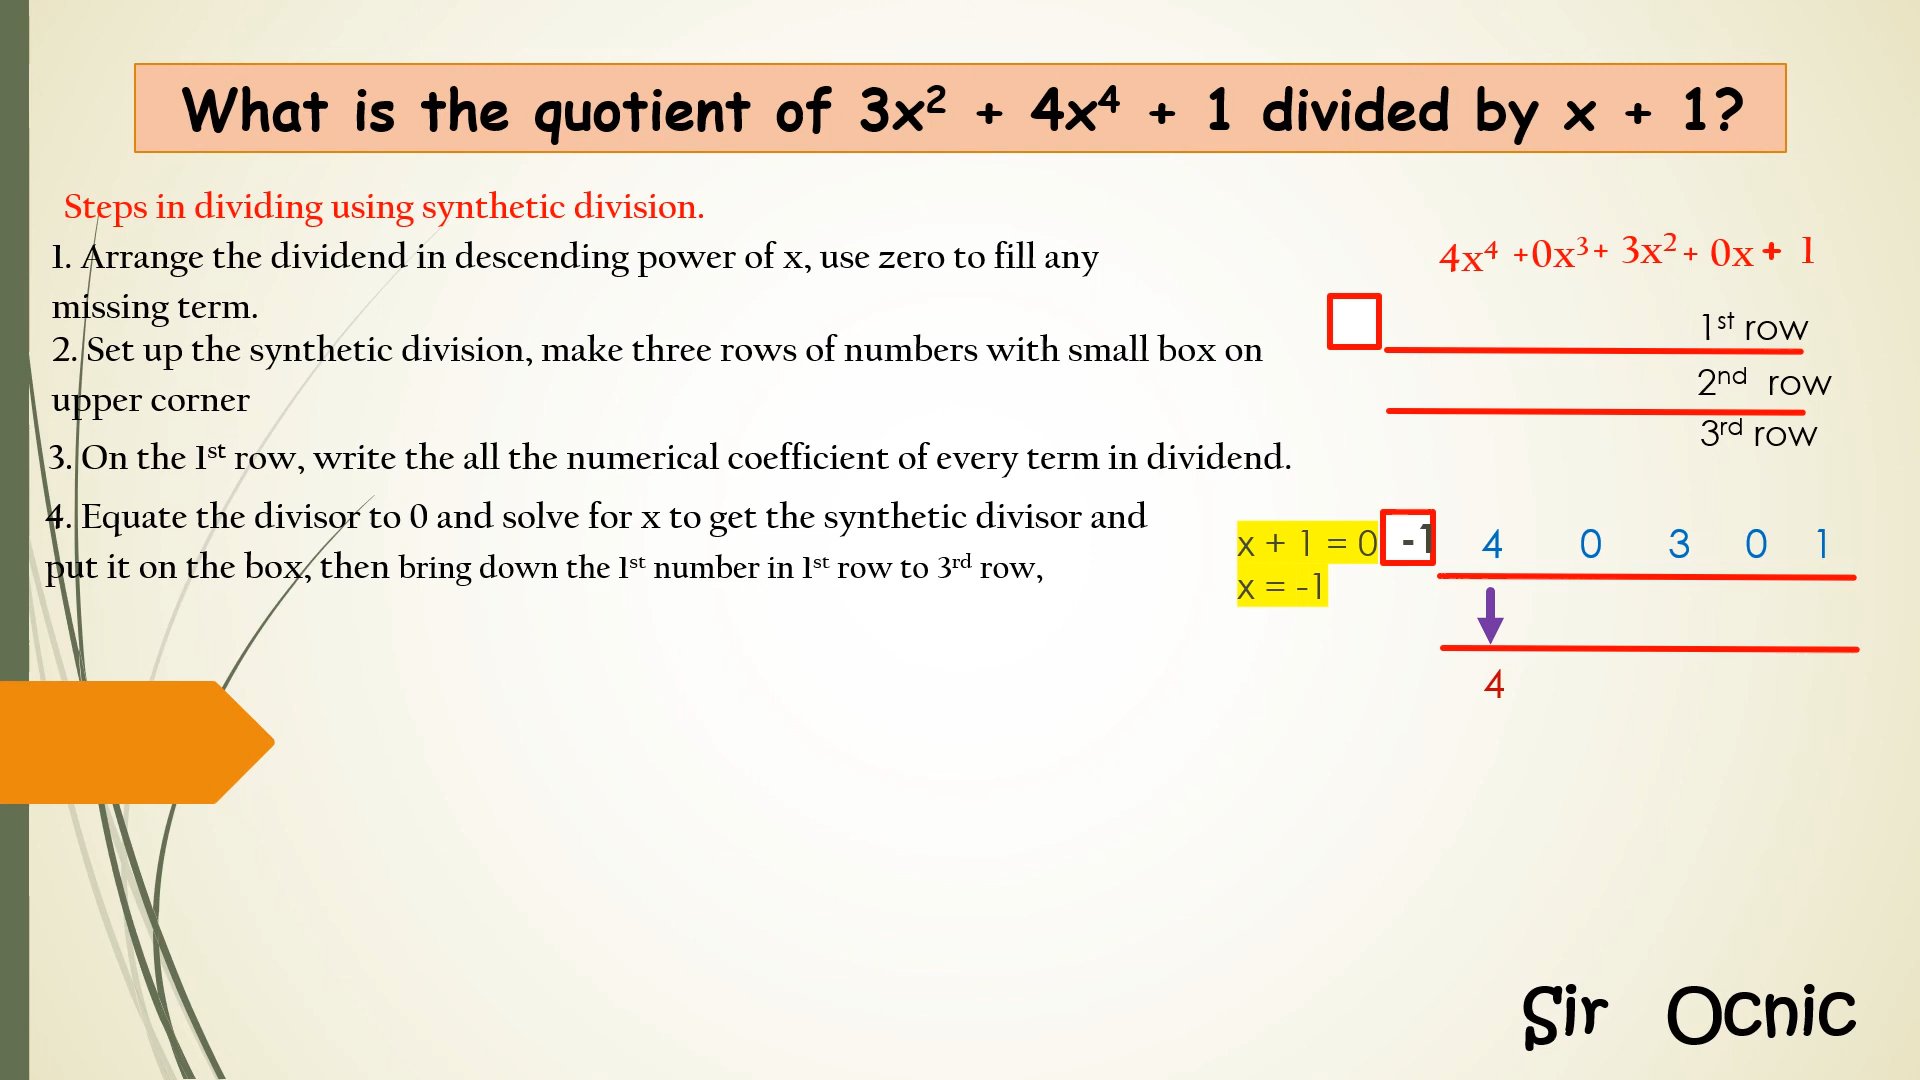 What is the quotient of 3x² + 4x⁴ + 1 divided by x + 1?
Steps in dividing using synthetic division.
1. Arrange the dividend in descending power of x, use zero to fill any
missing term.
2. Set up the synthetic division, make three rows of numbers with small box on
upper corner
3. On the 1st row, write the all the numerical coefficient of every term in dividend.
4. Equate the divisor to 0 and solve for x to get the synthetic divisor and
put it on the box, then bring down the 1st number in 1st row to 3rd row,
4x⁴ +0x³+ 3x² + 0x + 1
1st row
2nd row
3rd row
x + 1 = 0 -1 4 0 3 0 1
x = -1
4
Sir Ocnic